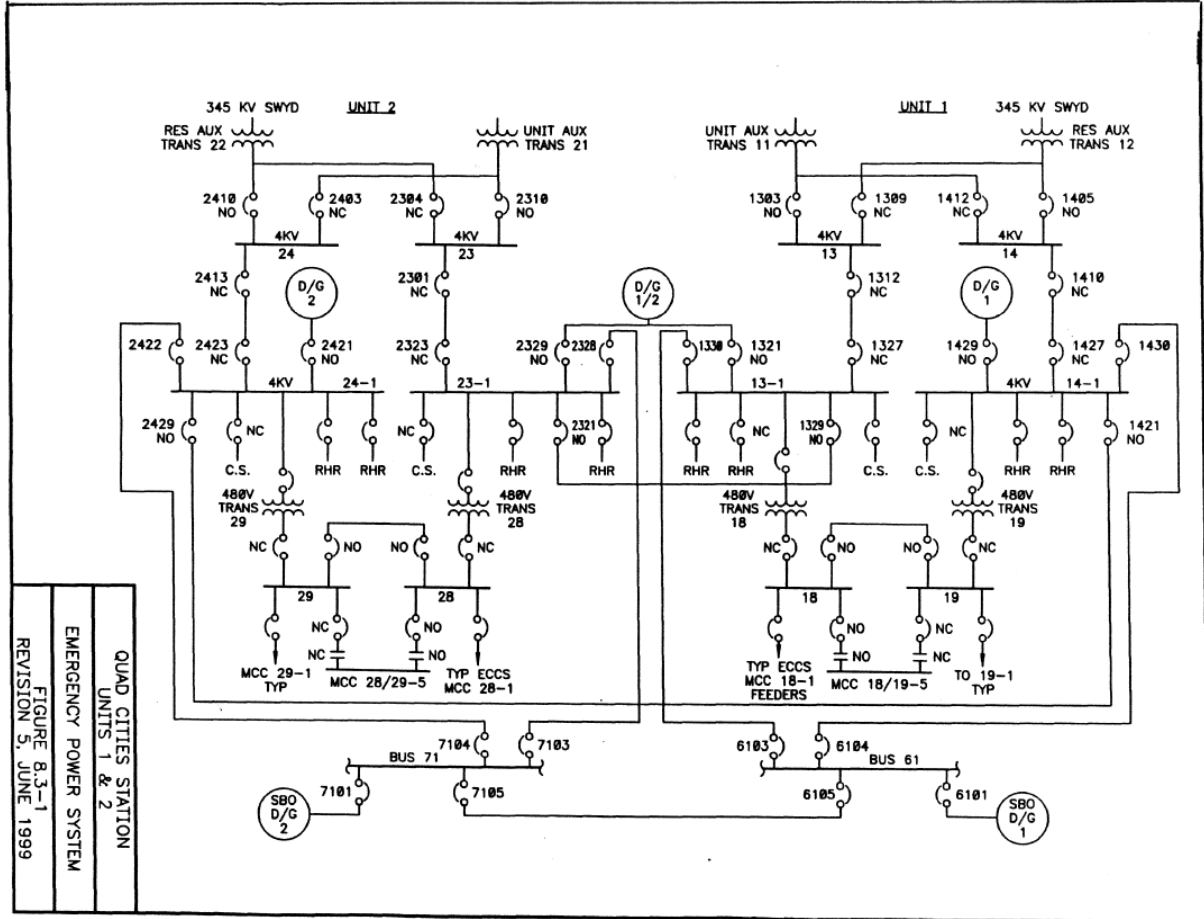 345 KV SWYD
UNIT 2
UNIT 1
345 KV SWYD
RES AUX
TRANS 22
UNIT AUX
TRANS 21
UNIT AUX
TRANS 11
RES AUX
TRANS 12
2410
NO
2403
NC
2304
NC
2310
NO
1303
NO
1309
NC
1412
NC
1405
NO
4KV
24
4KV
23
4KV
13
4KV
14
2413
NC
D/G
2
2301
NC
D/G
1/2
1312
NC
D/G
1
1410
NC
2422
2423
NC
2421
NO
2323
NC
2329
NO
2328
1330
1321
NO
1327
NC
1429
NO
1427
NC
1430
4KV
24-1
23-1
13-1
4KV
14-1
2429
NO
NC
C.S.
RHR
RHR
NC
C.S.
RHR
2321
NO
RHR
RHR
NC
RHR
1329
NO
C.S.
NC
C.S.
RHR
RHR
1421
NO
480V
TRANS
29
480V
TRANS
28
480V
TRANS
18
480V
TRANS
19
NC
NO
NO
NC
NC
NO
NO
NC
29
28
18
19
NC
NO
NO
NC
NC
NO
NO
NC
MCC 29-1
TYP
MCC 28/29-5
TYP ECCS
MCC 28-1
TYP ECCS
MCC 18-1
FEEDERS
MCC 18/19-5
TO 19-1
TYP
7104
7103
6103
6104
BUS 71
BUS 61
7101
7105
6105
6101
SBO
D/G
2
SBO
D/G
1
QUAD CITIES STATION
UNITS 1 & 2
EMERGENCY POWER SYSTEM
FIGURE 8.3-1
REVISION 5, JUNE 1999